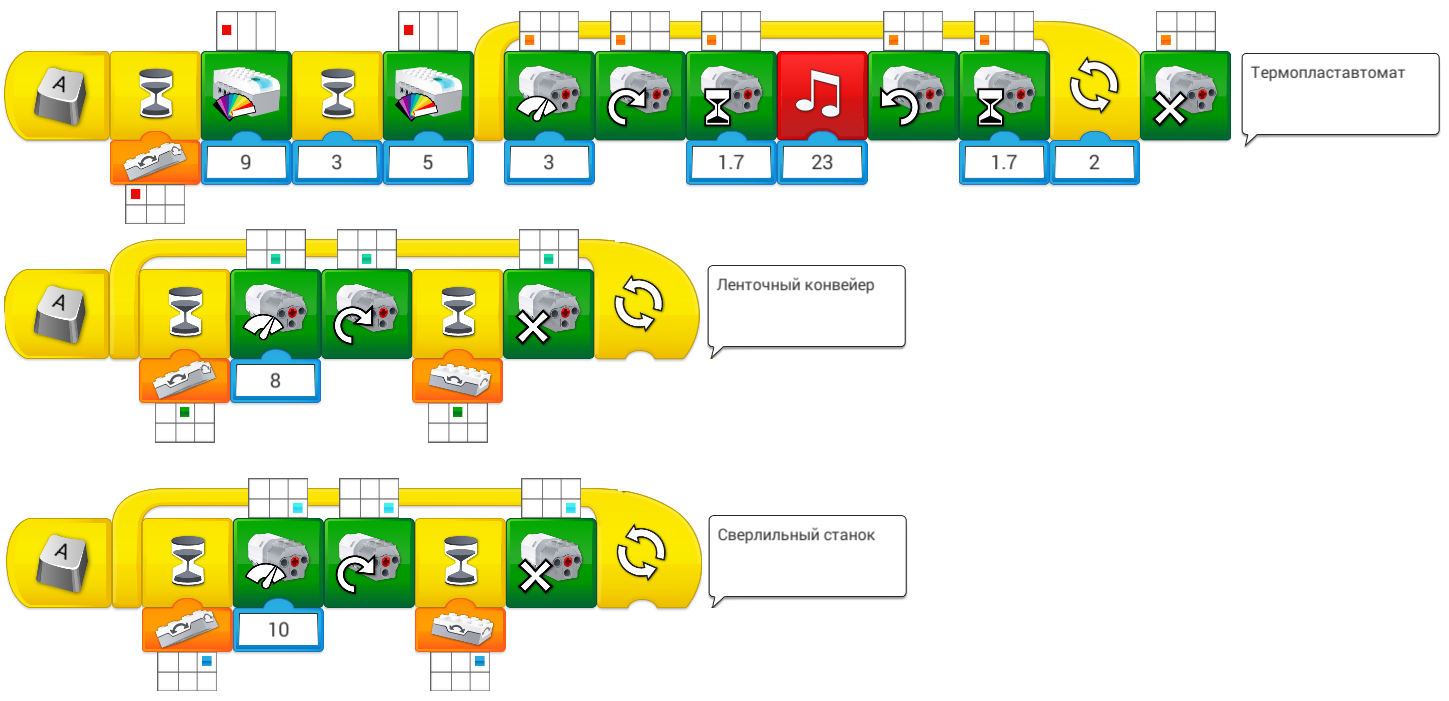 A
Термопластавтомат
9
3
5
3
1.7
23
1.7
2
A
Ленточный конвейер
8
A
Сверлильный станок
10